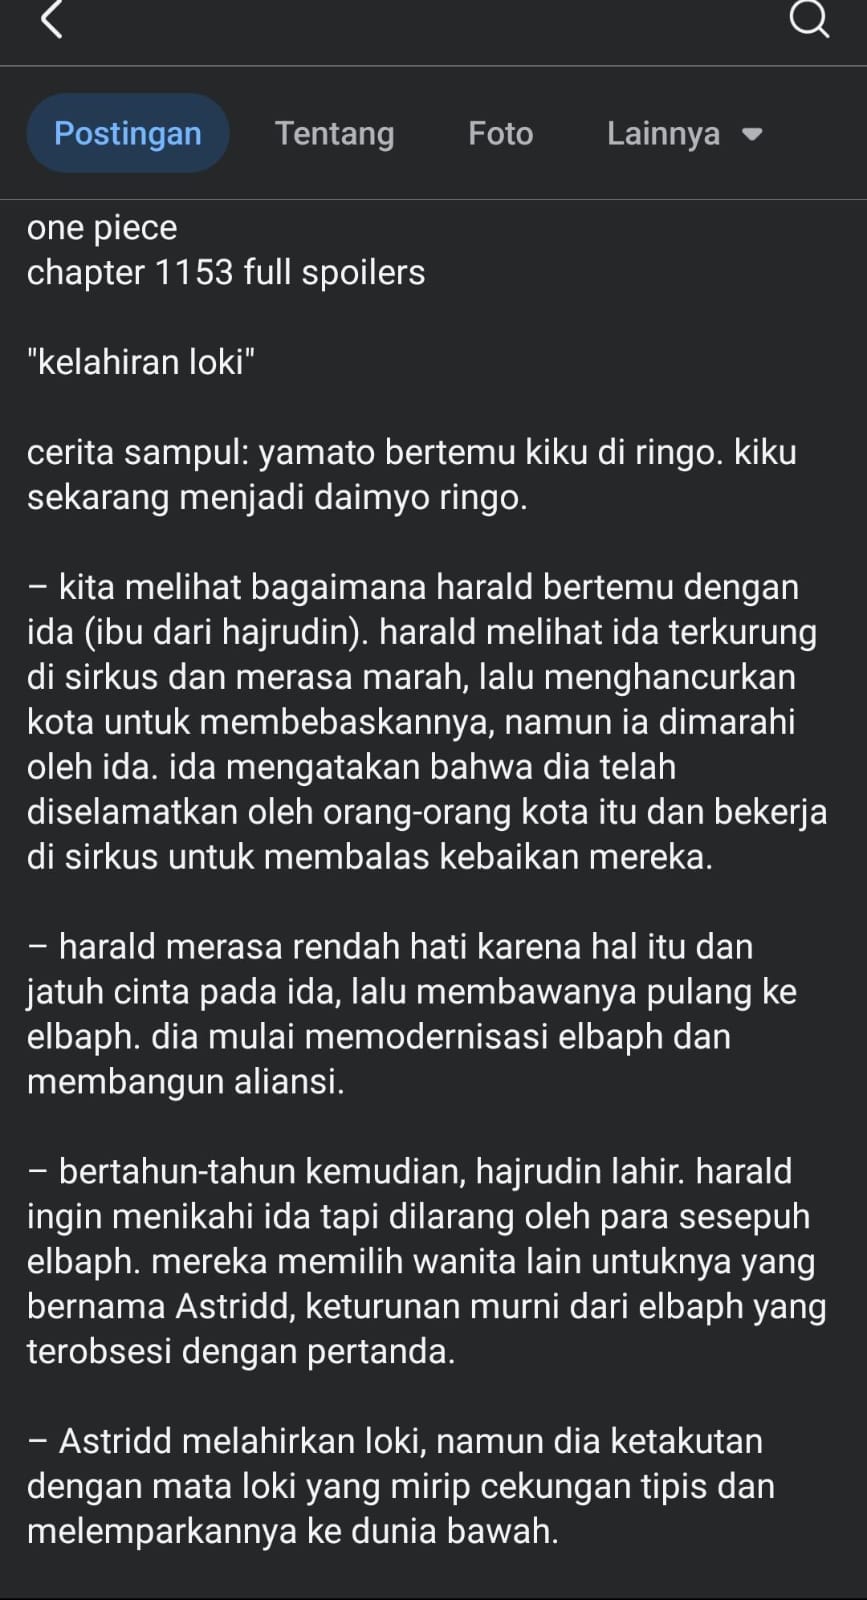 Postingan Tentang Foto Lainnya
one piece
chapter 1153 full spoilers
"kelahiran loki"
cerita sampul: yamato bertemu kiku di ringo. kiku
sekarang menjadi daimyo ringo.
– kita melihat bagaimana harald bertemu dengan
ida (ibu dari hajrudin). harald melihat ida terkurung
di sirkus dan merasa marah, lalu menghancurkan
kota untuk membebaskannya, namun ia dimarahi
oleh ida. ida mengatakan bahwa dia telah
diselamatkan oleh orang-orang kota itu dan bekerja
di sirkus untuk membalas kebaikan mereka.
– harald merasa rendah hati karena hal itu dan
jatuh cinta pada ida, lalu membawanya pulang ke
elbaph. dia mulai memodernisasi elbaph dan
membangun aliansi.
– bertahun-tahun kemudian, hajrudin lahir. harald
ingin menikahi ida tapi dilarang oleh para sesepuh
elbaph. mereka memilih wanita lain untuknya yang
bernama Astridd, keturunan murni dari elbaph yang
terobsesi dengan pertanda.
– Astridd melahirkan loki, namun dia ketakutan
dengan mata loki yang mirip cekungan tipis dan
melemparkannya ke dunia bawah.